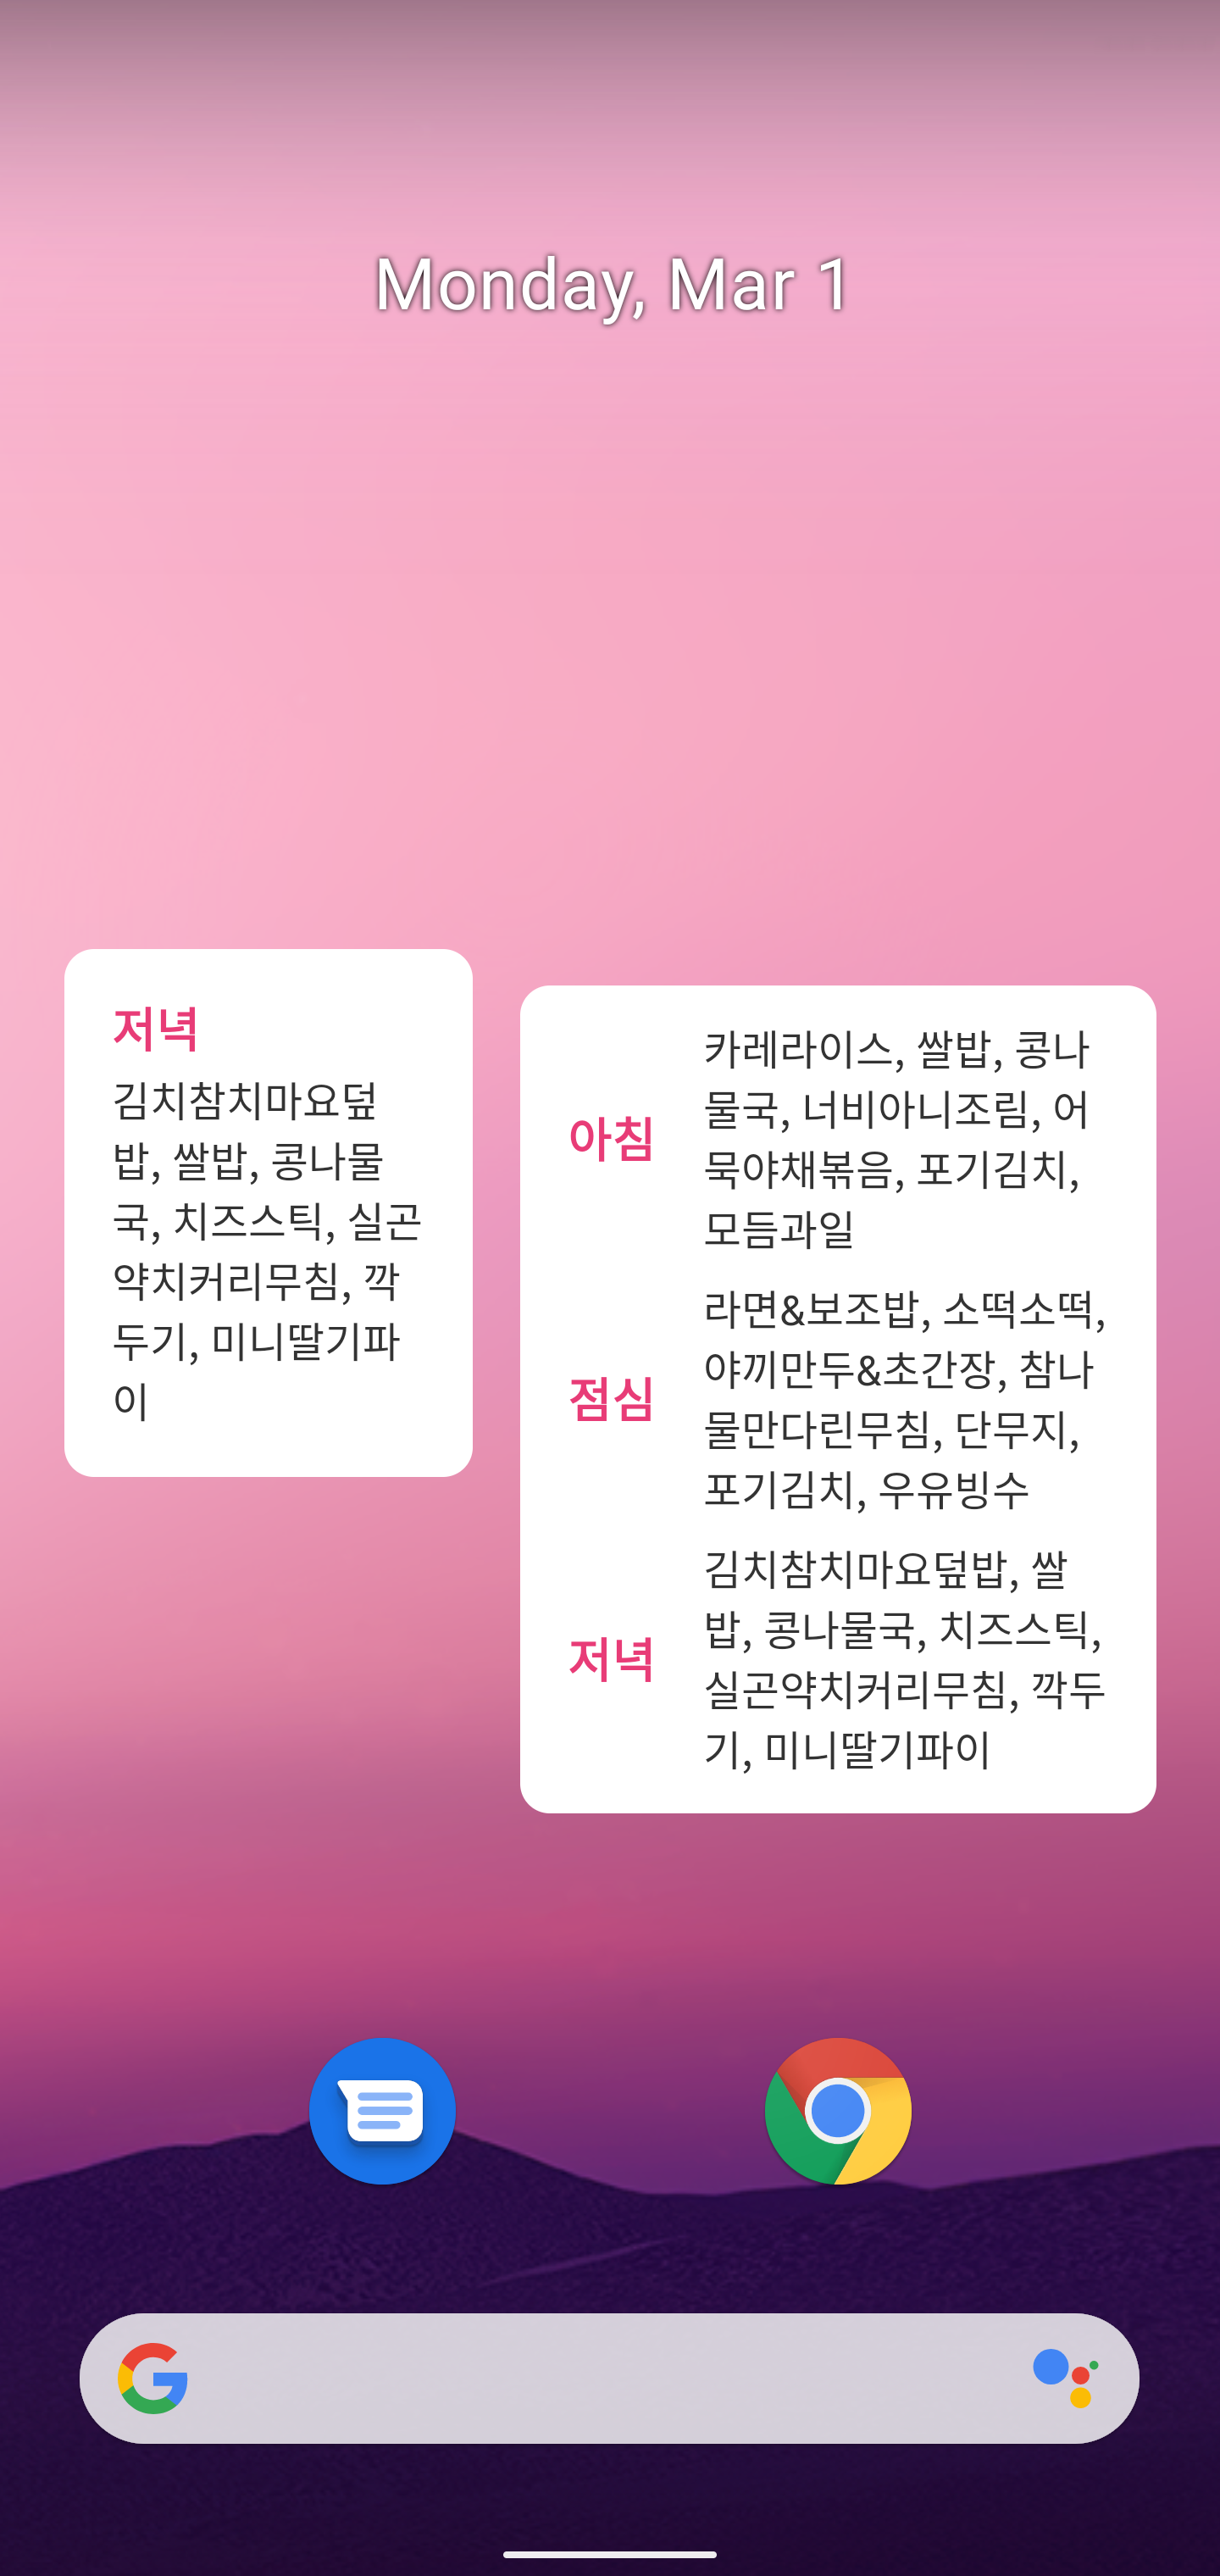 Monday, Mar 1
저녁
김치참치마요덮
밥, 쌀밥, 콩나물
국, 치즈스틱, 실곤
약치커리무침, 깍
두기, 미니딸기파
이
아침
카레라이스, 쌀밥, 콩나
물국, 너비아니조림, 어
묵야채볶음, 포기김치,
모듬과일
점심
라면&보조밥, 소떡소떡,
야끼만두&초간장, 참나
물만다린무침, 단무지,
포기김치, 우유빙수
저녁
김치참치마요덮밥, 쌀
밥, 콩나물국, 치즈스틱,
실곤약치커리무침, 깍두
기, 미니딸기파이